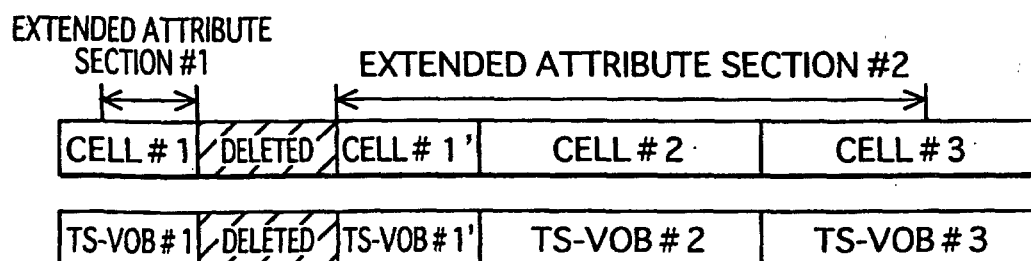 EXTENDED ATTRIBUTE
SECTION #1
EXTENDED ATTRIBUTE SECTION #2
CELL # 1 DELETED CELL # 1' CELL # 2 CELL # 3
TS-VOB # 1 DELETED TS-VOB # 1' TS-VOB # 2 TS-VOB # 3